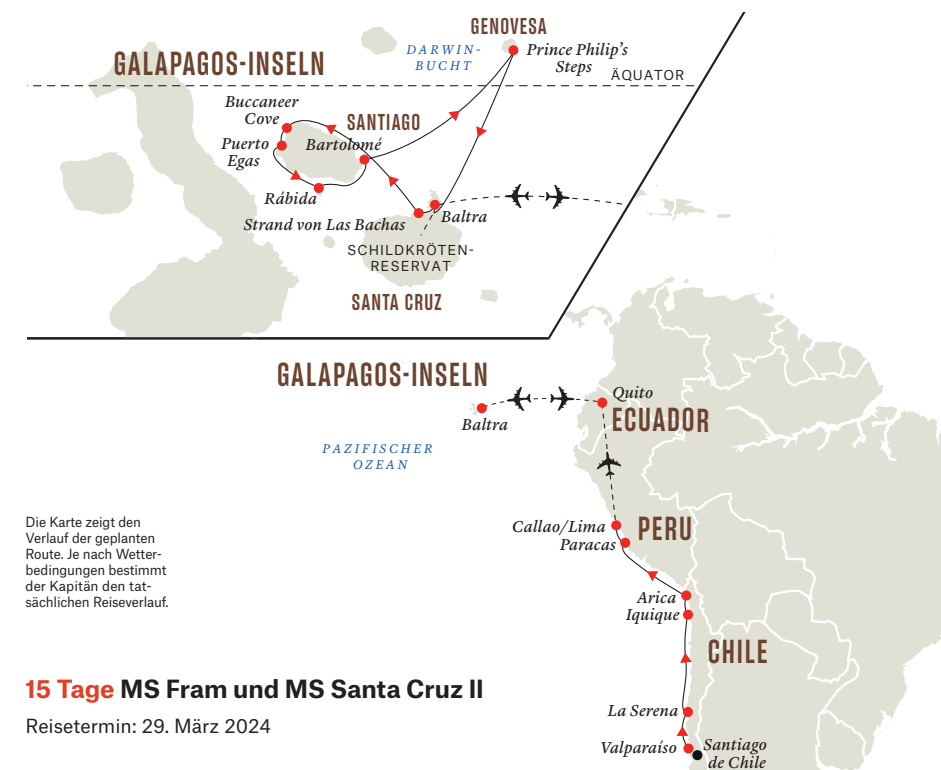 GENOVESA
DARWIN-
BUCHT
Prince Philip's
Steps
GALAPAGOS-INSELN
ÄQUATOR
Buccaneer
Cove
SANTIAGO
Puerto
Egas
Bartolomé
Rábida
Strand von Las Bachas
Baltra
SCHILDKRÖTEN-
RESERVAT
SANTA CRUZ
GALAPAGOS-INSELN
Quito
ECUADOR
Baltra
PAZIFISCHER
OZEAN
Die Karte zeigt den
Verlauf der geplanten
Route. Je nach Wetter-
bedingungen bestimmt
der Kapitän den tat-
sächlichen Reiseverlauf.
Callao/Lima
PERU
Paracas
Arica
Iquique
CHILE
La Serena
Valparaíso
Santiago
de Chile
15 Tage MS Fram und MS Santa Cruz II
Reisetermin: 29. März 2024